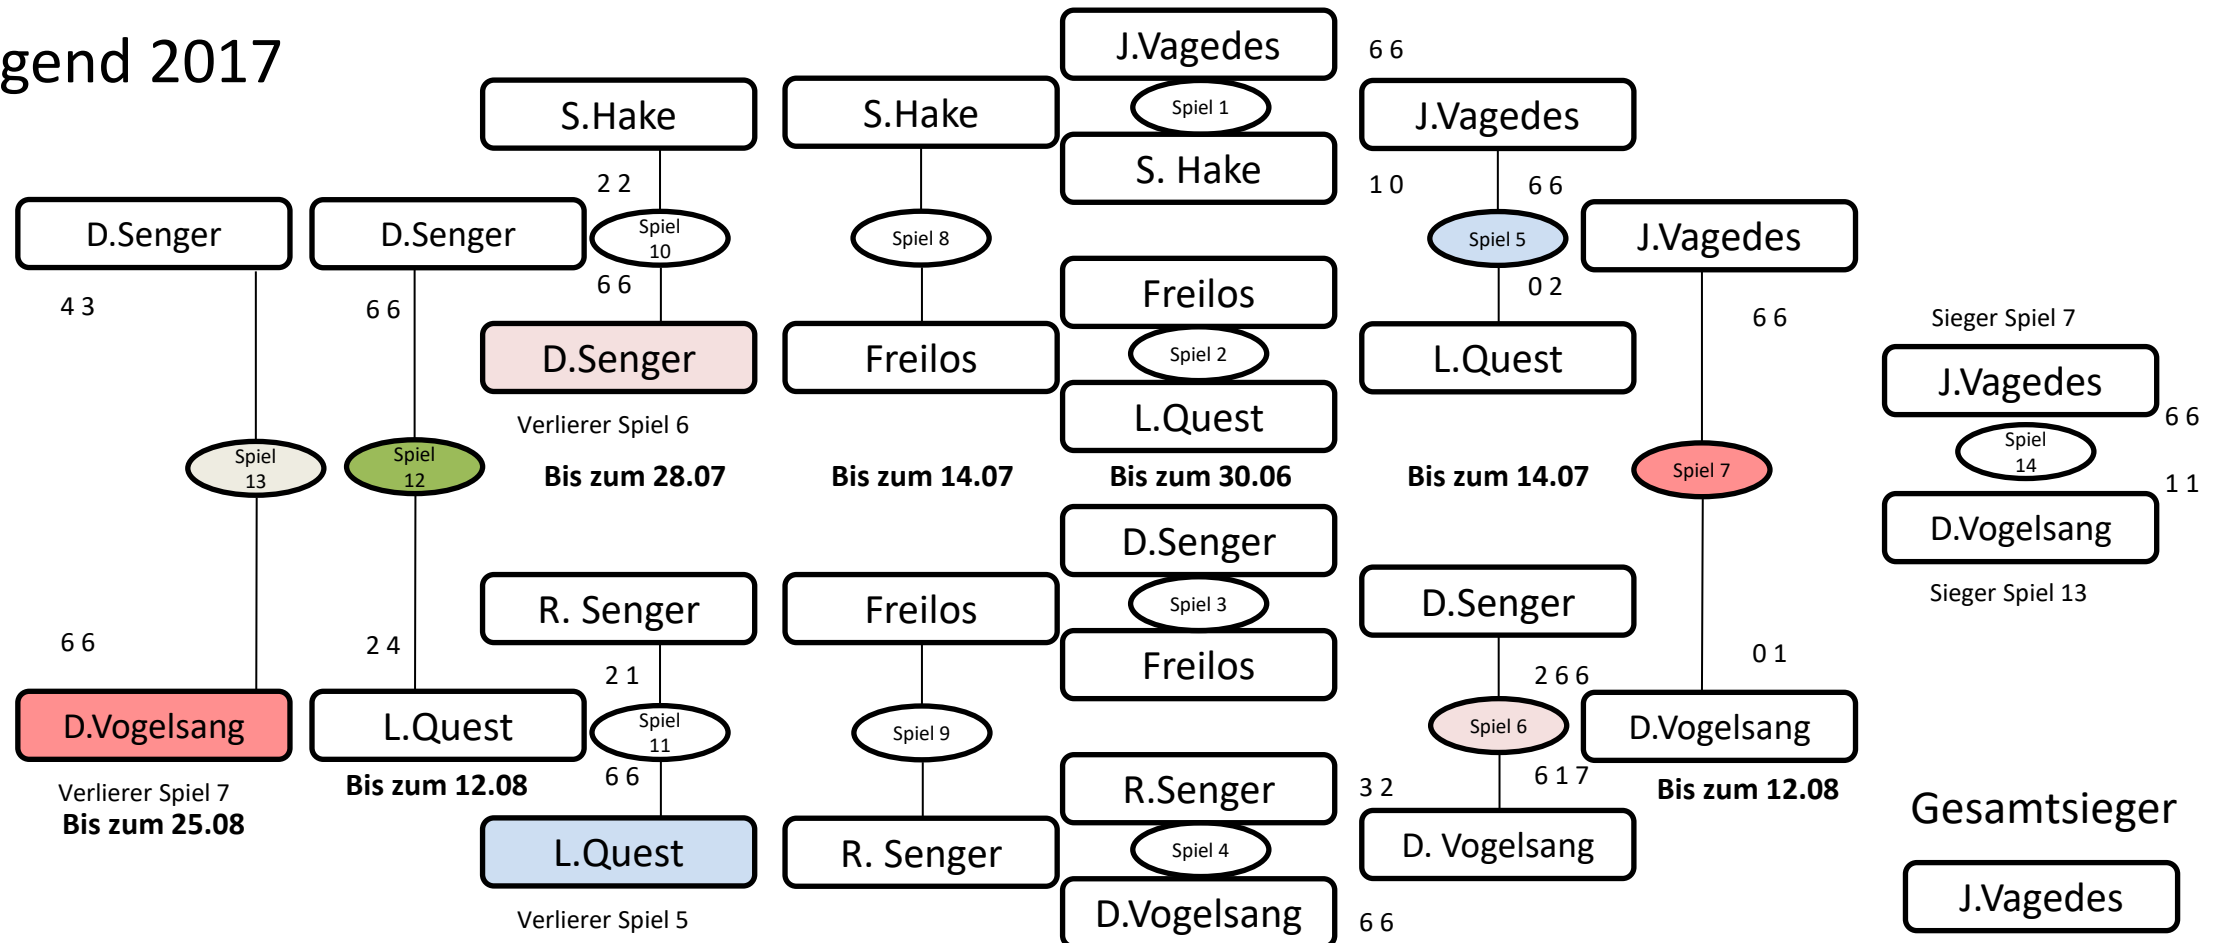 gend 2017
J.Vagedes
6 6
Spiel 1
S. Hake
1 0
S.Hake
2 2
Spiel
10
6 6
D.Senger
Verlierer Spiel 6
Bis zum 28.07
S.Hake
Spiel 8
Freilos
Bis zum 14.07
Freilos
Spiel 2
L.Quest
Bis zum 30.06
J.Vagedes
6 6
Spiel 5
0 2
L.Quest
Bis zum 14.07
D.Senger
4 3
Spiel
13
6 6
D.Vogelsang
Verlierer Spiel 7
Bis zum 25.08
D.Senger
6 6
Spiel
12
2 4
L.Quest
Bis zum 12.08
R. Senger
2 1
Spiel
11
6 6
L.Quest
Verlierer Spiel 5
Freilos
Spiel 9
R. Senger
D.Senger
Spiel 3
Freilos
R.Senger
3 2
Spiel 4
D.Vogelsang
6 6
D.Senger
2 6 6
Spiel 6
6 1 7
D. Vogelsang
J.Vagedes
6 6
Spiel 7
0 1
D.Vogelsang
Bis zum 12.08
Sieger Spiel 7
J.Vagedes
6 6
Spiel
14
1 1
D.Vogelsang
Sieger Spiel 13
Gesamtsieger
J.Vagedes